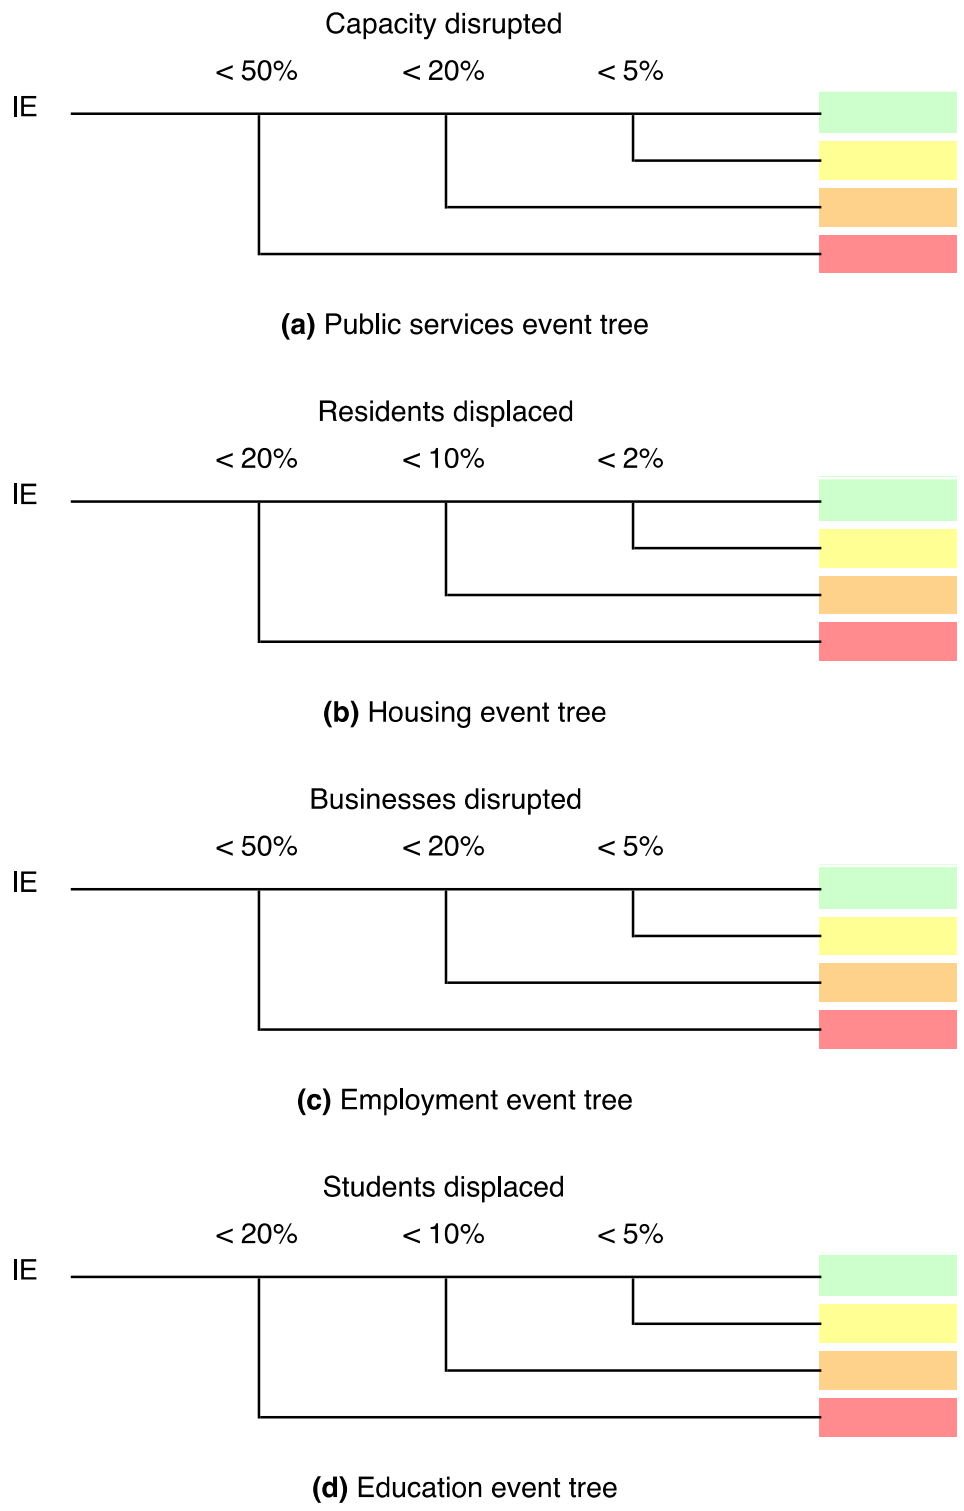 Capacity disrupted
< 50% < 20% < 5%
IE
(a) Public services event tree
Residents displaced
< 20% < 10% < 2%
IE
(b) Housing event tree
Businesses disrupted
< 50% < 20% < 5%
IE
(c) Employment event tree
Students displaced
< 20% < 10% < 5%
IE
(d) Education event tree